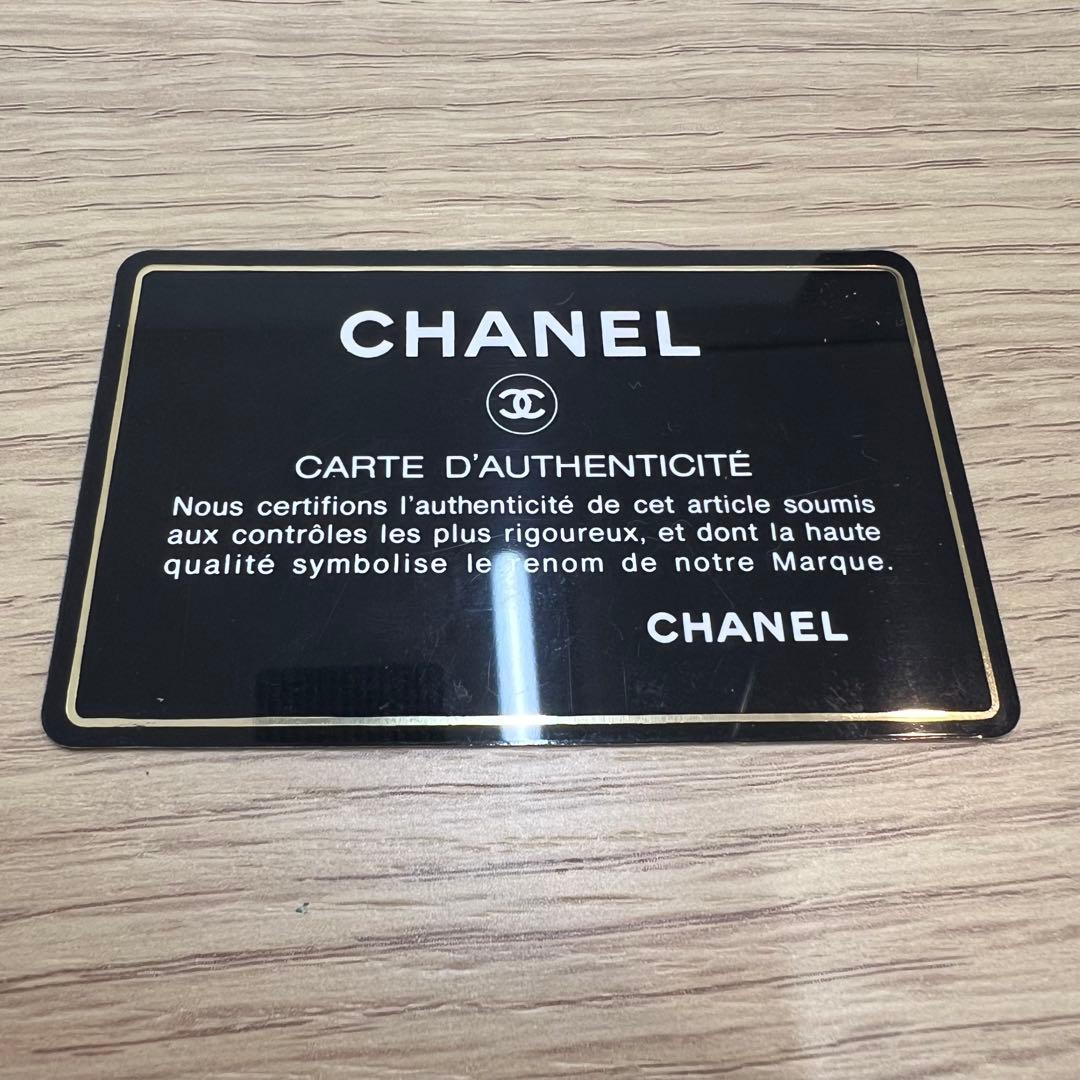 CHANEL
CARTE D'AUTHENTICITÉ
Nous certifions l'authenticité de cet article soumis
aux contrôles les plus rigoureux, et dont la haute
qualité symbolise le renom de notre Marque.
CHANEL